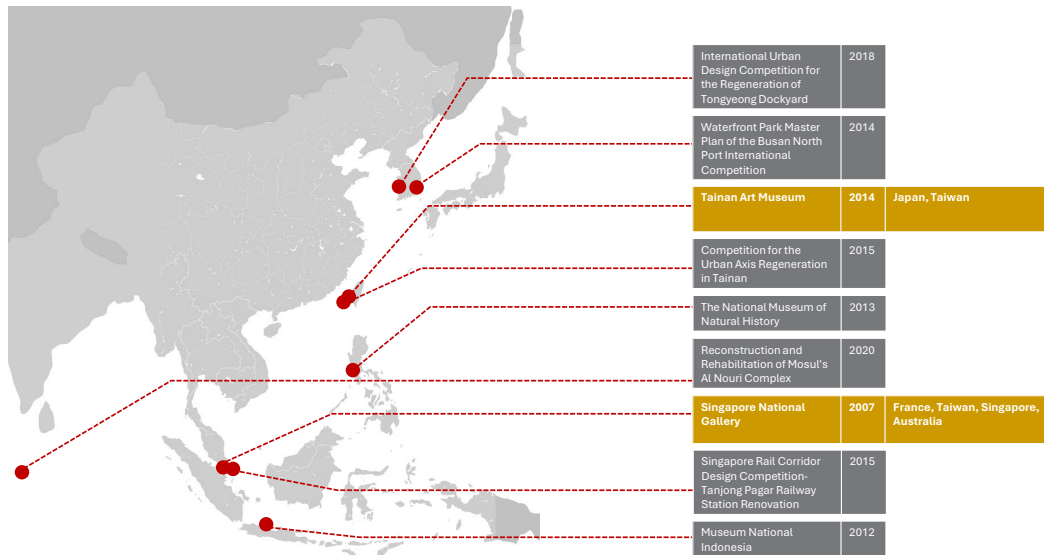 International Urban
Design Competition for
the Regeneration of
Tongyeong Dockyard
2018
Waterfront Park Master
Plan of the Busan North
Port International
Competition
2014
Tainan Art Museum
2014
Japan, Taiwan
Competition for the
Urban Axis Regeneration
in Tainan
2015
The National Museum of
Natural History
2013
Reconstruction and
Rehabilitation of Mosul's
Al Nouri Complex
2020
Singapore National
Gallery
2007
France, Taiwan, Singapore,
Australia
Singapore Rail Corridor
Design Competition-
Tanjong Pagar Railway
Station Renovation
2015
Museum National
Indonesia
2012